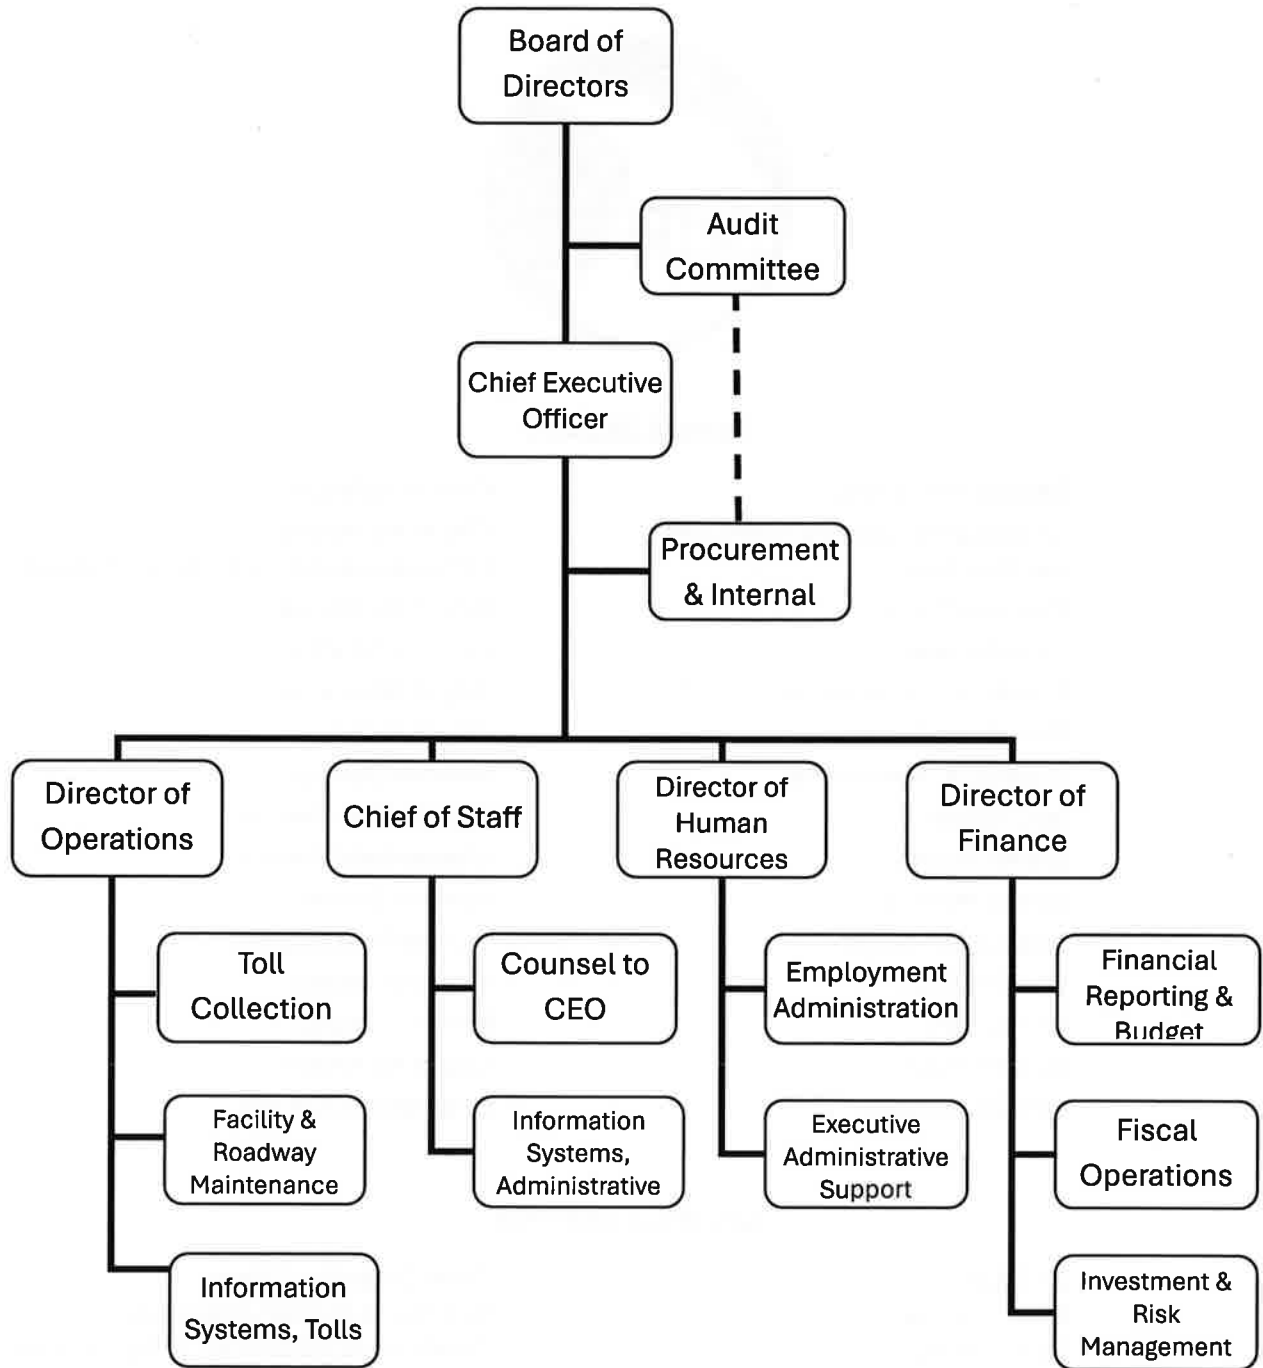 Board of
Directors
Audit
Committee
Chief Executive
Officer
Procurement
& Internal
Director of
Operations
Chief of Staff
Director of
Human
Resources
Director of
Finance
Toll
Collection
Counsel to
CEO
Employment
Administration
Financial
Reporting &
Budget
Facility &
Roadway
Maintenance
Information
Systems,
Administrative
Executive
Administrative
Support
Fiscal
Operations
Information
Systems, Tolls
Investment &
Risk
Management